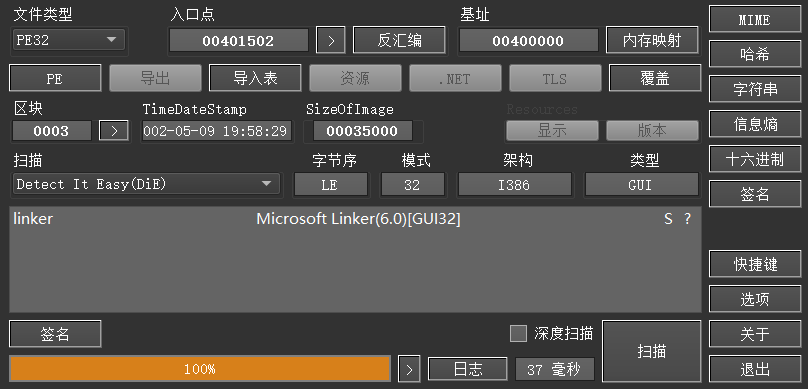 文件类型 入口点 基址 MIME
PE32 00401502 > 反汇编 00400000 内存映射 哈希
PE 导出 导入表 资源 .NET TLS 覆盖 字符串
区块 TimeDateStamp SizeOfImage Resources 信息熵
0003 > 002-05-09 19:58:29 00035000 显示 版本
扫描 字节序 模式 架构 类型 十六进制
Detect It Easy(DiE) LE 32 I386 GUI 签名
linker Microsoft Linker(6.0)[GUI32] S ?
快捷键
选项
签名 深度扫描 扫描 关于
100% > 日志 37 毫秒 退出